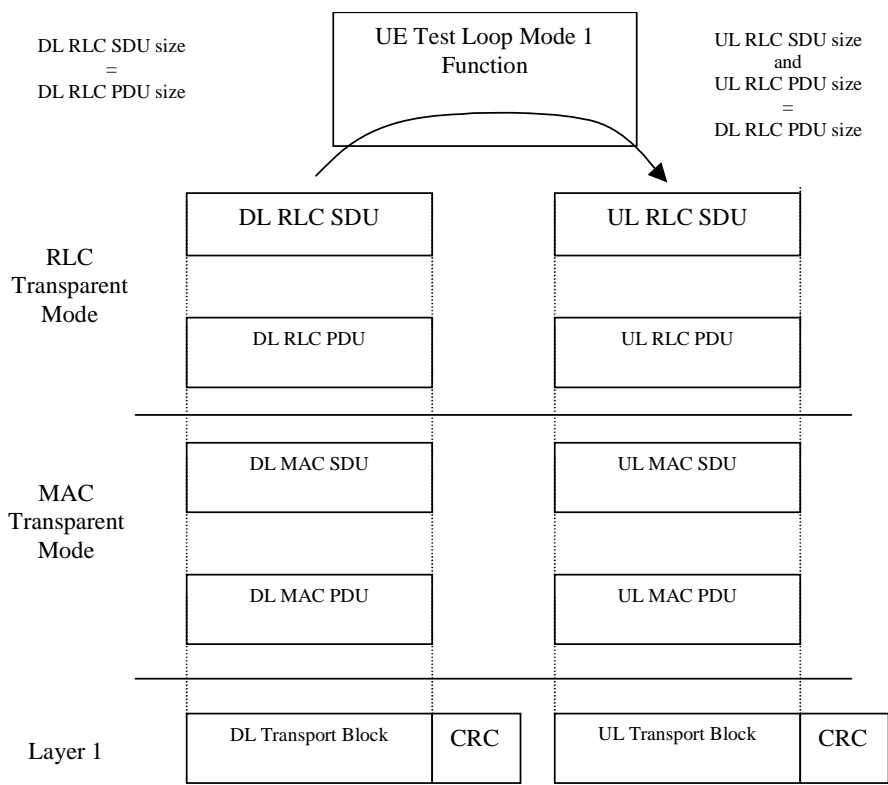 DL RLC SDU size
=
DL RLC PDU size
UE Test Loop Mode 1
Function
UL RLC SDU size
and
UL RLC PDU size
=
DL RLC PDU size
RLC
Transparent
Mode
DL RLC SDU
UL RLC SDU
DL RLC PDU
UL RLC PDU
MAC
Transparent
Mode
DL MAC SDU
UL MAC SDU
DL MAC PDU
UL MAC PDU
Layer 1
DL Transport Block
CRC
UL Transport Block
CRC